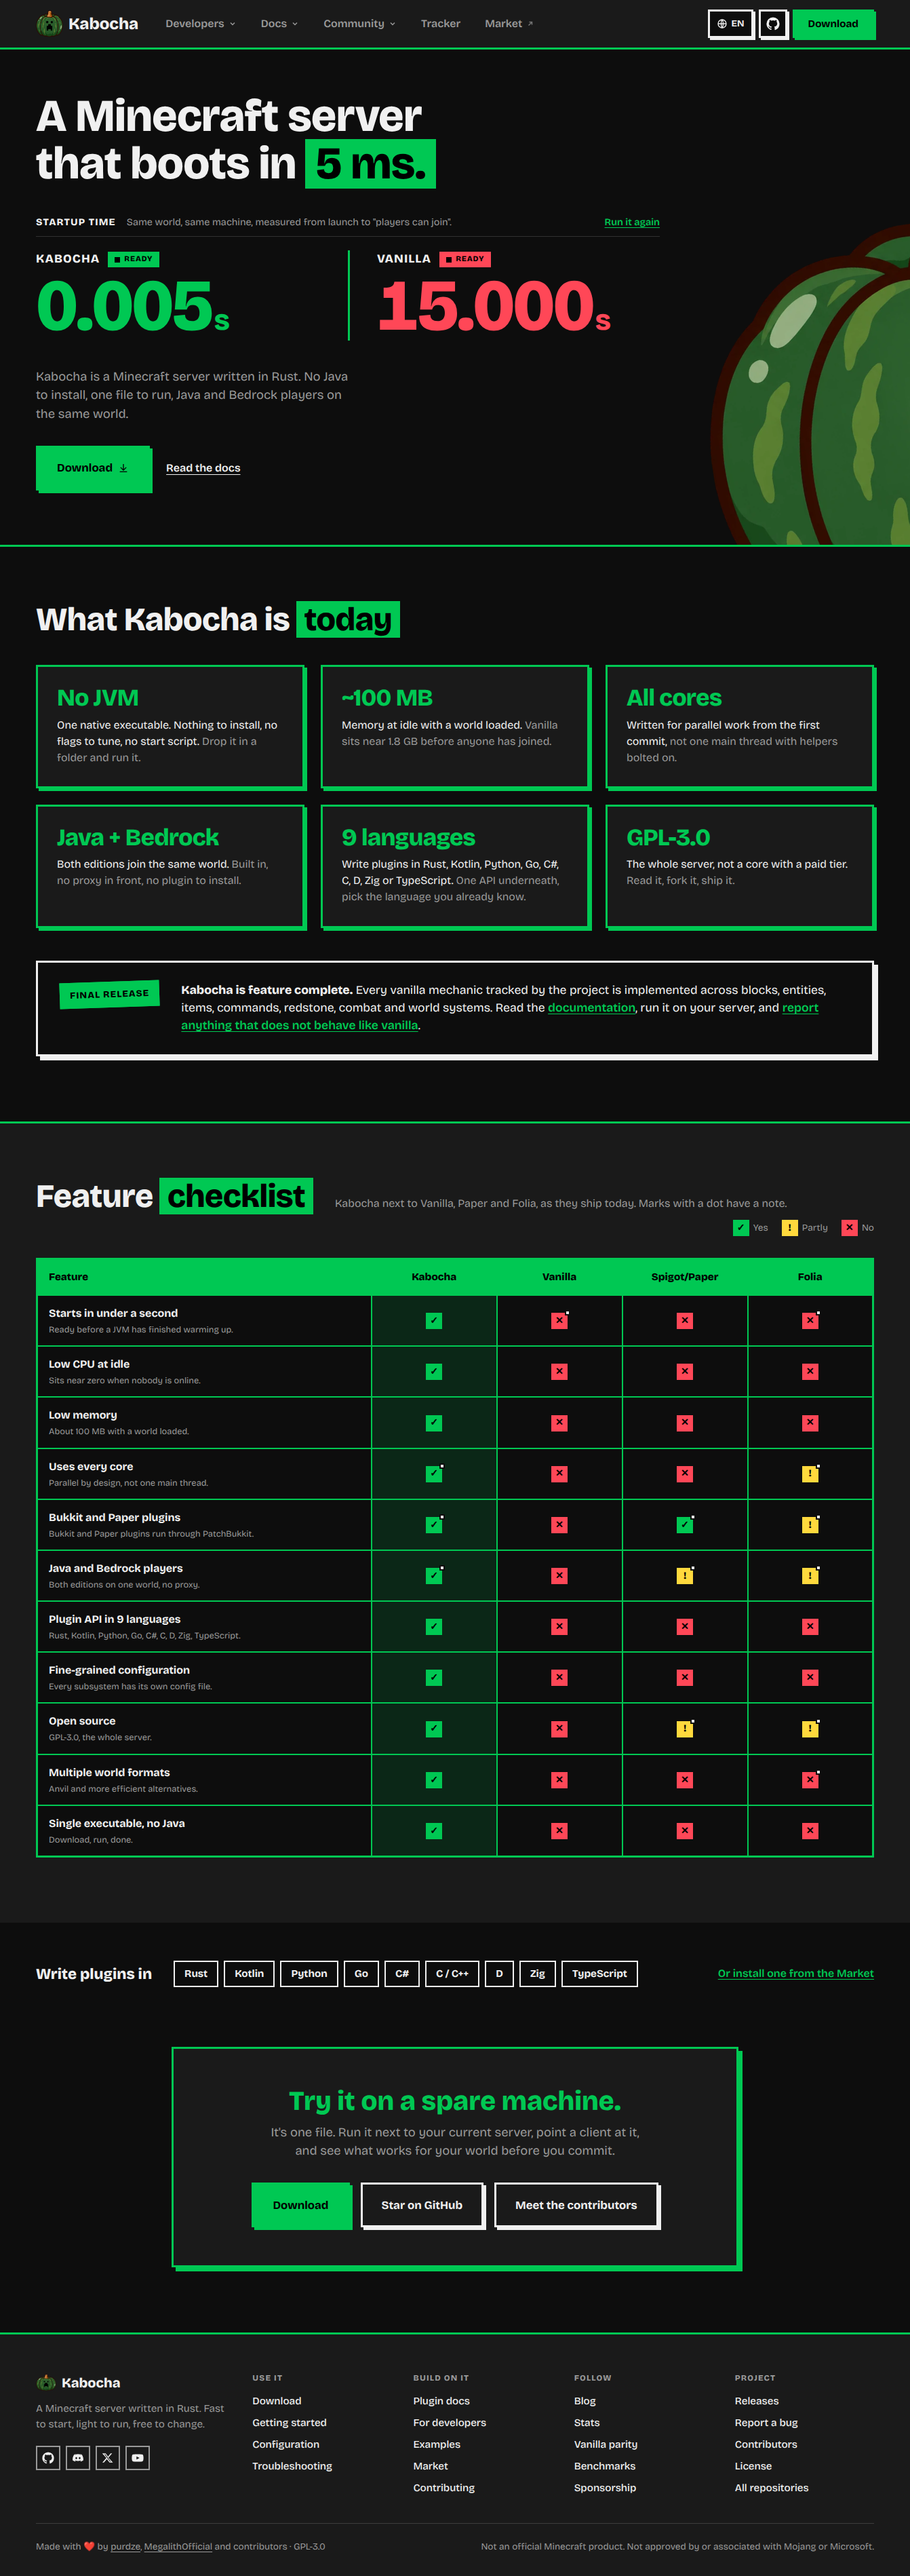 Kabocha
Developers
Docs
Community
Tracker
Market
EN
Download
A Minecraft server
that boots in 5 ms.
STARTUP TIME Same world, same machine, measured from launch to "players can join".
Run it again
KABOCHA READY
0.005s
VANILLA READY
15.000s
Kabocha is a Minecraft server written in Rust. No Java
to install, one file to run, Java and Bedrock players on
the same world.
Download
Read the docs
What Kabocha is today
No JVM
One native executable. Nothing to install, no
flags to tune, no start script. Drop it in a
folder and run it.
~100 MB
Memory at idle with a world loaded. Vanilla
sits near 1.8 GB before anyone has joined.
All cores
Written for parallel work from the first
commit, not one main thread with helpers
bolted on.
Java + Bedrock
Both editions join the same world. Built in,
no proxy in front, no plugin to install.
9 languages
Write plugins in Rust, Kotlin, Python, Go, C#,
C, D, Zig or TypeScript. One API underneath,
pick the language you already know.
GPL-3.0
The whole server, not a core with a paid tier.
Read it, fork it, ship it.
FINAL RELEASE
Kabocha is feature complete. Every vanilla mechanic tracked by the project is implemented across blocks, entities,
items, commands, redstone, combat and world systems. Read the documentation, run it on your server, and report
anything that does not behave like vanilla.
Feature checklist
Kabocha next to Vanilla, Paper and Folia, as they ship today. Marks with a dot have a note.
✓ Yes ! Partly ✕ No
Feature Kabocha Vanilla Spigot/Paper Folia
Starts in under a second
Ready before a JVM has finished warming up.
✓ ✕ ✕ ✕
Low CPU at idle
Sits near zero when nobody is online.
✓ ✕ ✕ ✕
Low memory
About 100 MB with a world loaded.
✓ ✕ ✕ ✕
Uses every core
Parallel by design, not one main thread.
✓ ✕ ✕ !
Bukkit and Paper plugins
Bukkit and Paper plugins run through PatchBukkit.
✓ ✕ ✓ !
Java and Bedrock players
Both editions on one world, no proxy.
✓ ✕ ! !
Plugin API in 9 languages
Rust, Kotlin, Python, Go, C#, C, D, Zig, TypeScript.
✓ ✕ ✕ ✕
Fine-grained configuration
Every subsystem has its own config file.
✓ ✕ ✕ ✕
Open source
GPL-3.0, the whole server.
✓ ✕ ! !
Multiple world formats
Anvil and more efficient alternatives.
✓ ✕ ✕ ✕
Single executable, no Java
Download, run, done.
✓ ✕ ✕ ✕
Write plugins in
Rust
Kotlin
Python
Go
C#
C / C++
D
Zig
TypeScript
Or install one from the Market
Try it on a spare machine.
It's one file. Run it next to your current server, point a client at it,
and see what works for your world before you commit.
Download
Star on GitHub
Meet the contributors
Kabocha
A Minecraft server written in Rust. Fast
to start, light to run, free to change.
USE IT
Download
Getting started
Configuration
Troubleshooting
BUILD ON IT
Plugin docs
For developers
Examples
Market
Contributing
FOLLOW
Blog
Stats
Vanilla parity
Benchmarks
Sponsorship
PROJECT
Releases
Report a bug
Contributors
License
All repositories
Made with ❤️ by purdze, MegalithOfficial and contributors · GPL-3.0
Not an official Minecraft product. Not approved by or associated with Mojang or Microsoft.